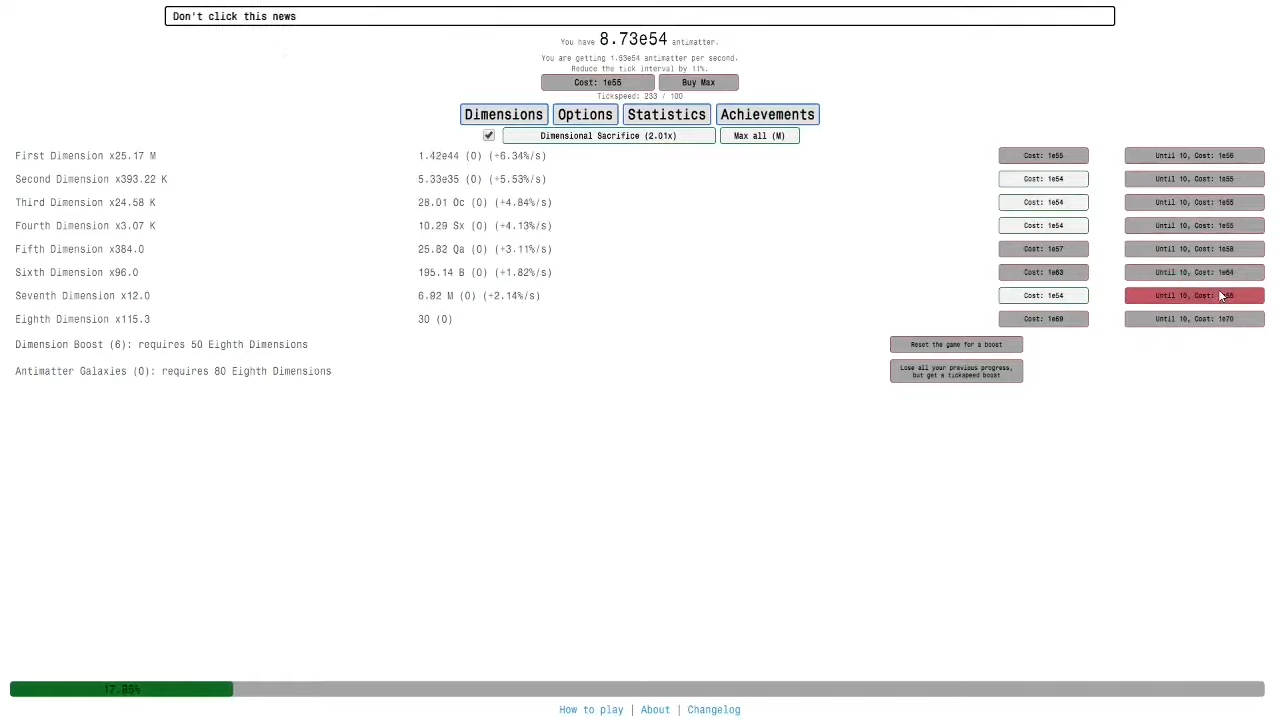 Don't click this news
You have 8.73e54 antimatter.
You are getting 1.63e54 antimatter per second.
Reduce the tick interval by 11%.
Cost: 1e55 Buy Max
Tickspeed: 233 / 100
Dimensions Options Statistics Achievements
Dimensional Sacrifice (2.01x) Max all (M)
First Dimension x25.17 M 1.42e44 (0) (+6.34%/s) Cost: 1e55 Until 10, Cost: 1e56
Second Dimension x393.22 K 5.33e35 (0) (+5.53%/s) Cost: 1e54 Until 10, Cost: 1e55
Third Dimension x24.58 K 28.01 Oc (0) (+4.84%/s) Cost: 1e54 Until 10, Cost: 1e55
Fourth Dimension x3.07 K 10.29 Sx (0) (+4.13%/s) Cost: 1e54 Until 10, Cost: 1e55
Fifth Dimension x384.0 25.82 Qa (0) (+3.11%/s) Cost: 1e57 Until 10, Cost: 1e58
Sixth Dimension x96.0 195.14 B (0) (+1.82%/s) Cost: 1e63 Until 10, Cost: 1e64
Seventh Dimension x12.0 6.92 M (0) (+2.14%/s) Cost: 1e54 Until 10, Cost:
Eighth Dimension x115.3 30 (0) Cost: 1e69 Until 10, Cost: 1e70
Dimension Boost (6): requires 50 Eighth Dimensions Reset the game for a boost
Antimatter Galaxies (0): requires 80 Eighth Dimensions Lose all your previous progress,
but get a tickspeed boost
How to play | About | Changelog